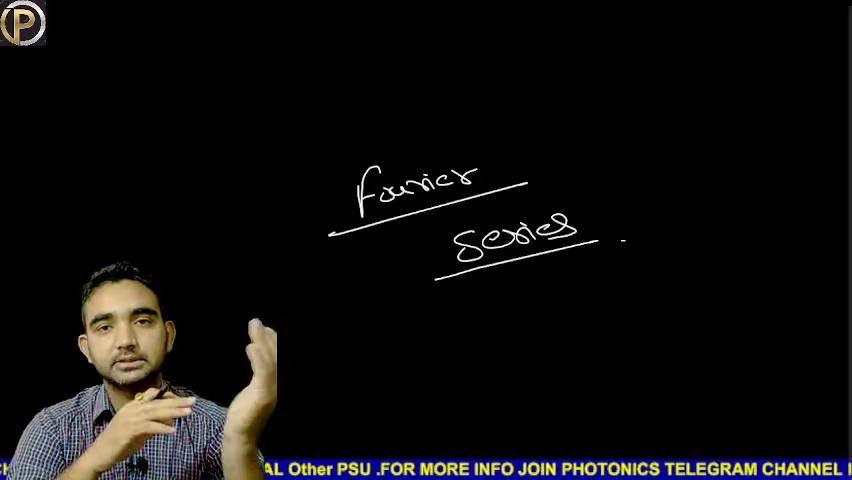 P
Fourier
Series
AL Other PSU .FOR MORE INFO JOIN PHOTONICS TELEGRAM CHANNEL